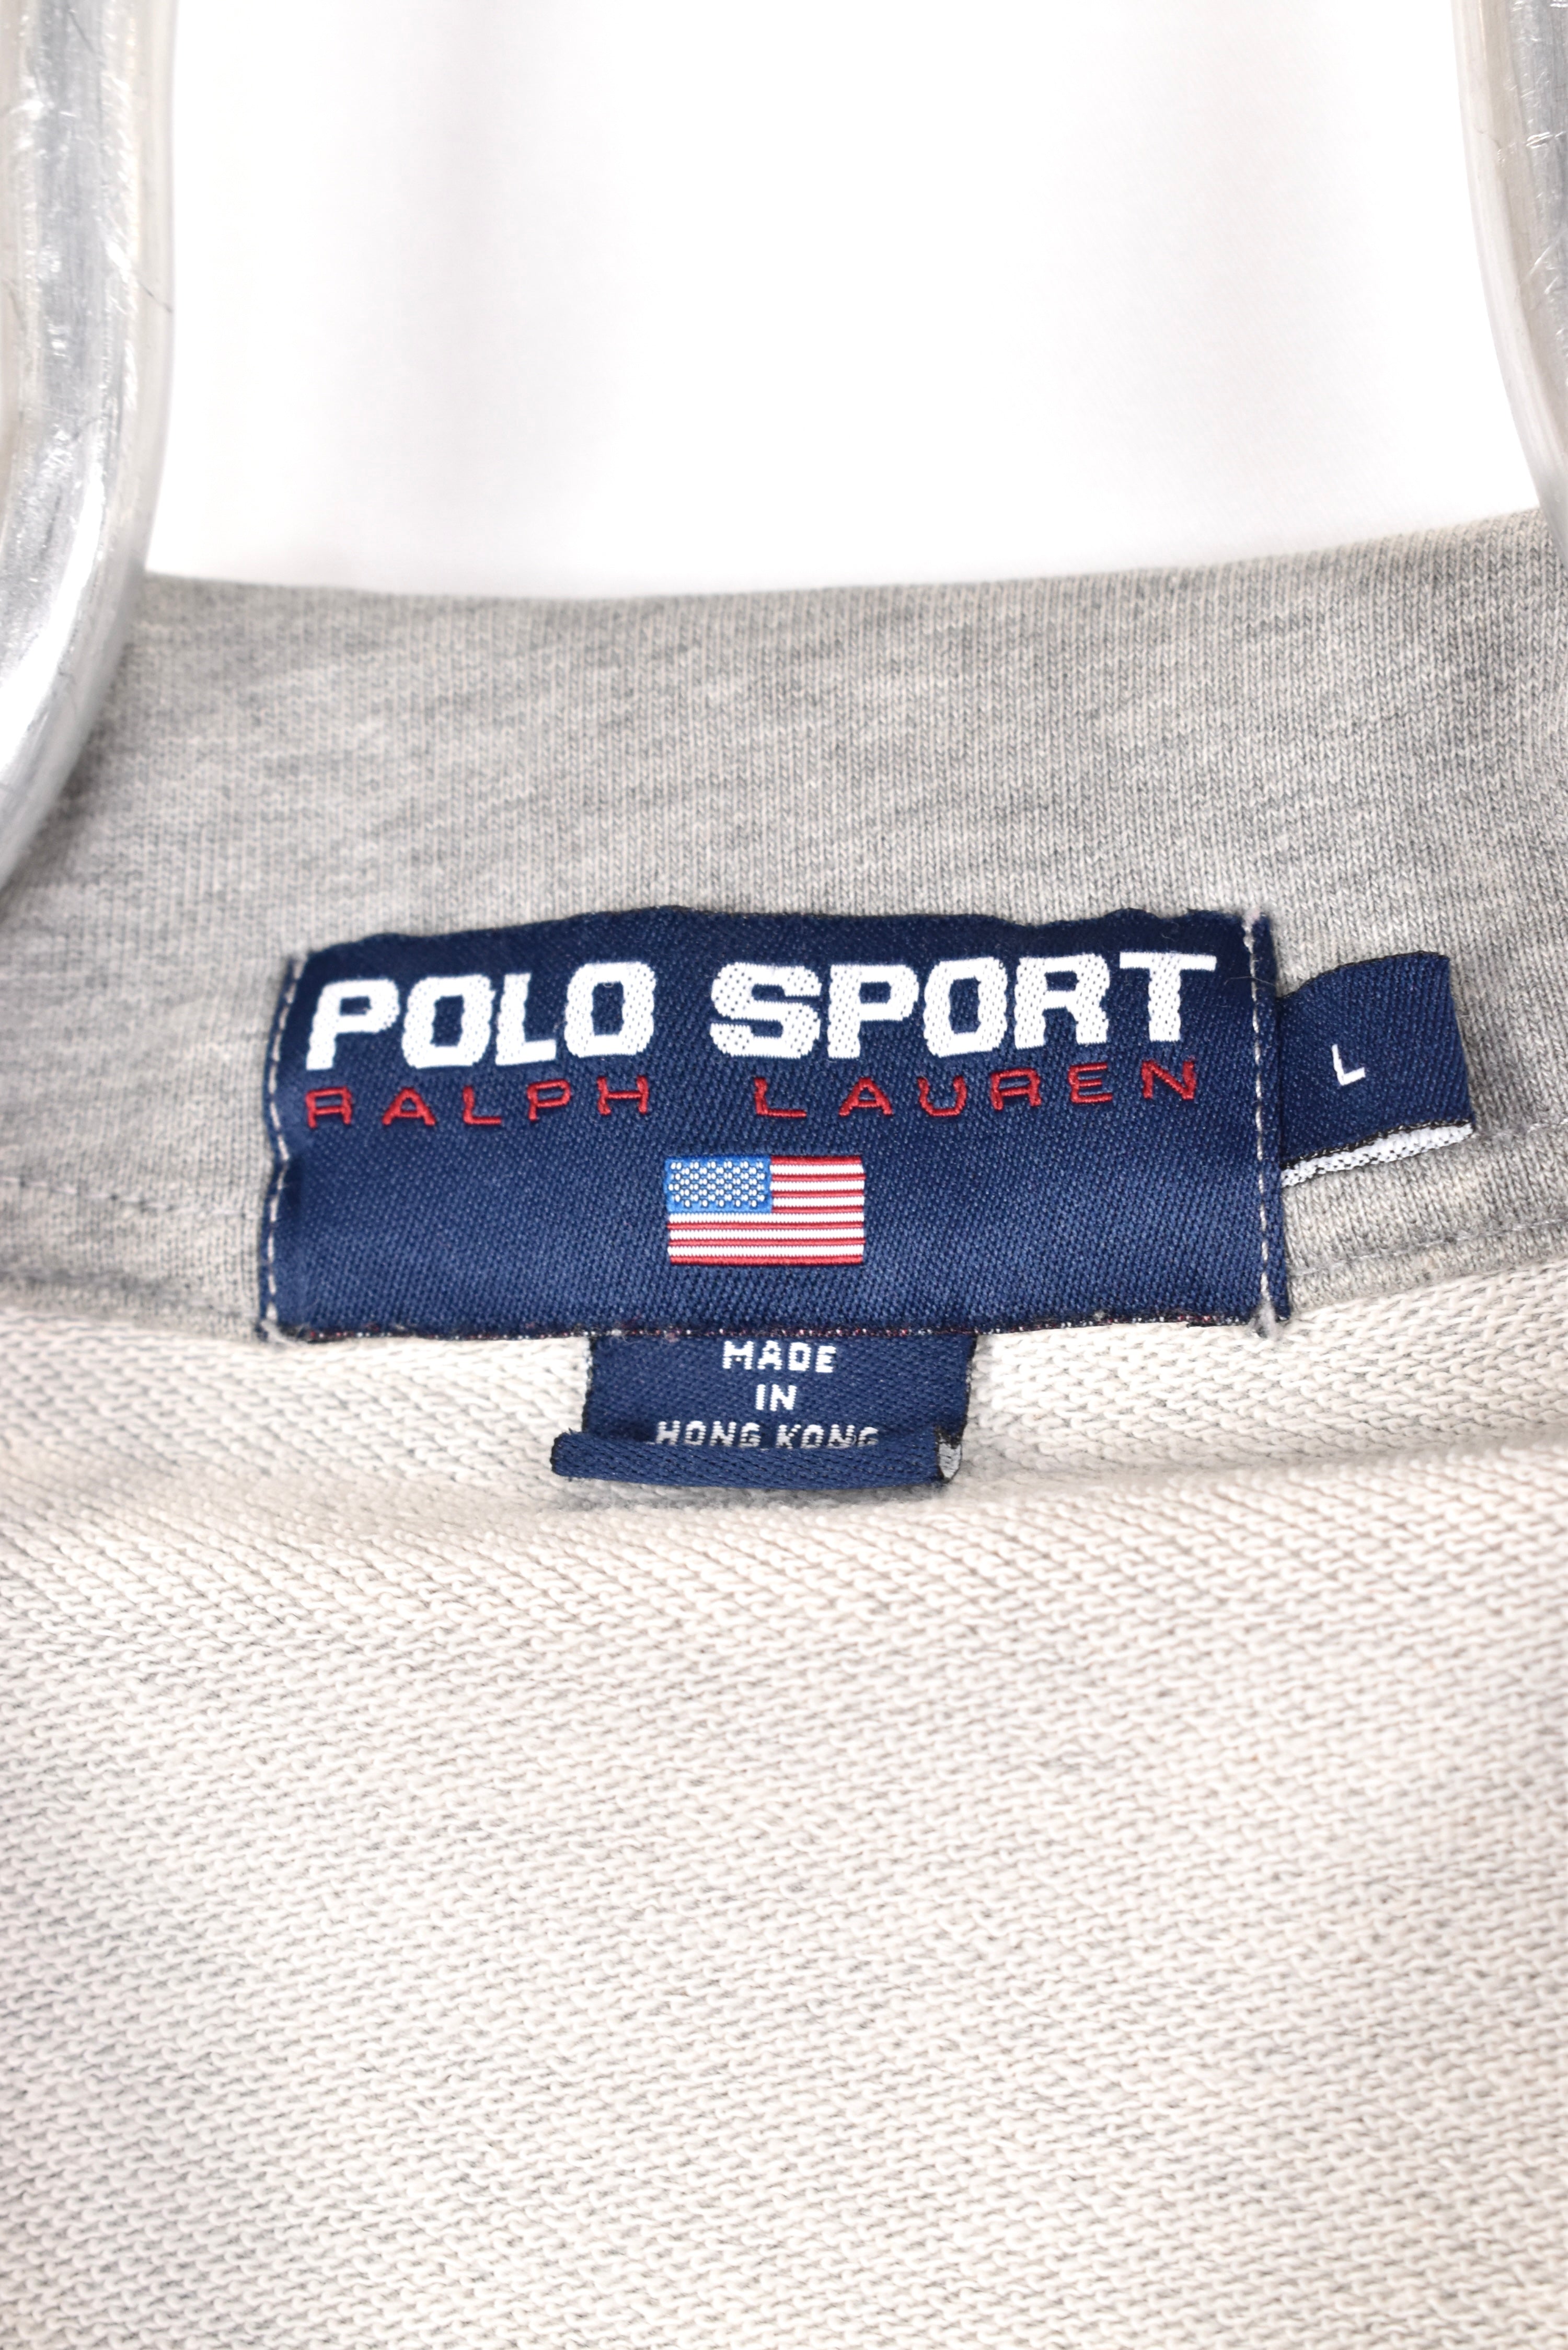 POLO SPORT
RALPH LAUREN
L
MADE
IN
HONG KONG